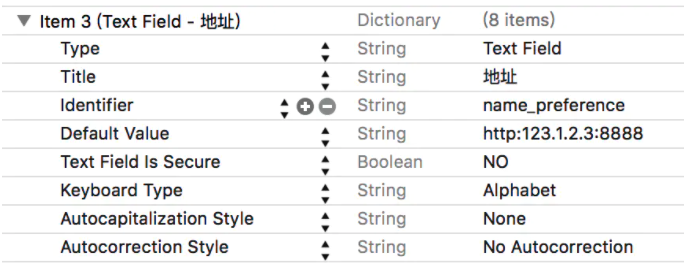 Item 3 (Text Field - 地址) Dictionary (8 items)
Type String Text Field
Title String 地址
Identifier String name_preference
Default Value String http:123.1.2.3:8888
Text Field Is Secure Boolean NO
Keyboard Type String Alphabet
Autocapitalization Style String None
Autocorrection Style String No Autocorrection